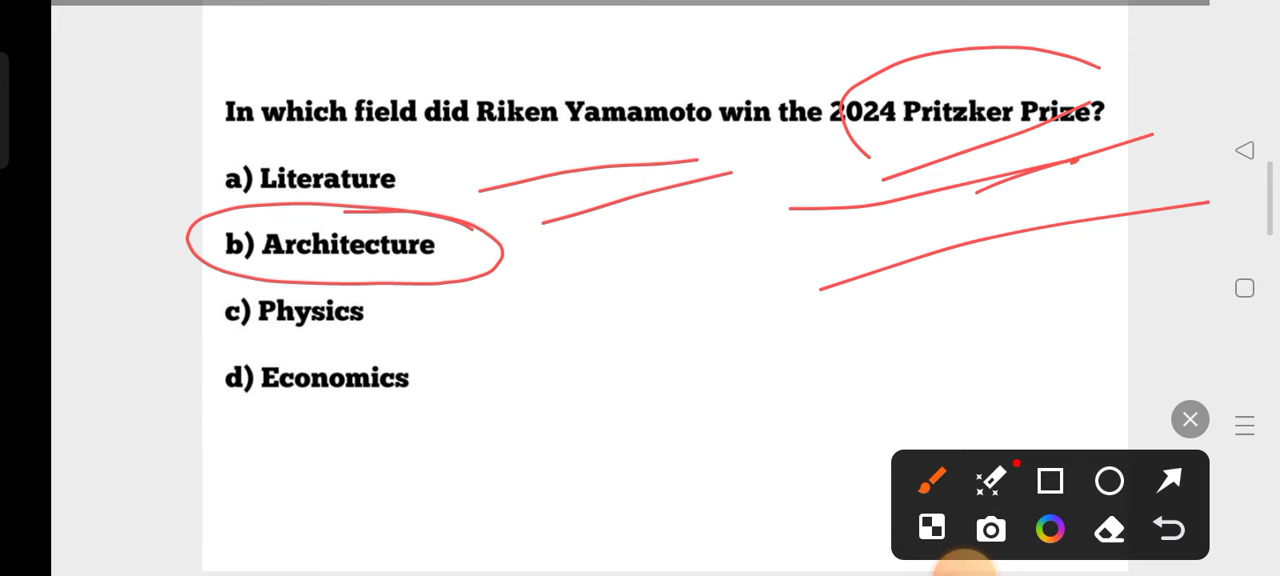 In which field did Riken Yamamoto win the 2024 Pritzker Prize?
a) Literature
b) Architecture
c) Physics
d) Economics